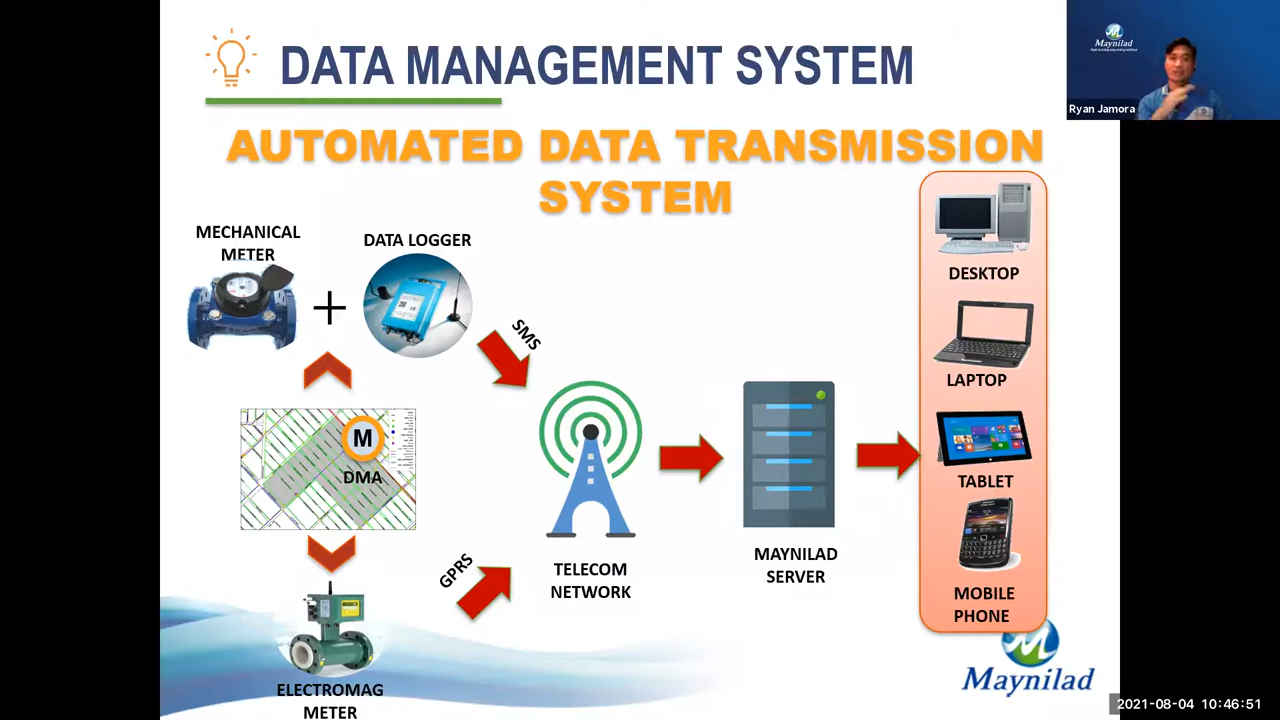 DATA MANAGEMENT SYSTEM
Maynilad
Ryan Jamora
AUTOMATED DATA TRANSMISSION
SYSTEM
MECHANICAL
METER
DATA LOGGER
SMS
M
DMA
GPRS
ELECTROMAG
METER
TELECOM
NETWORK
MAYNILAD
SERVER
DESKTOP
LAPTOP
TABLET
MOBILE
PHONE
Maynilad
2021-08-04 10:46:51